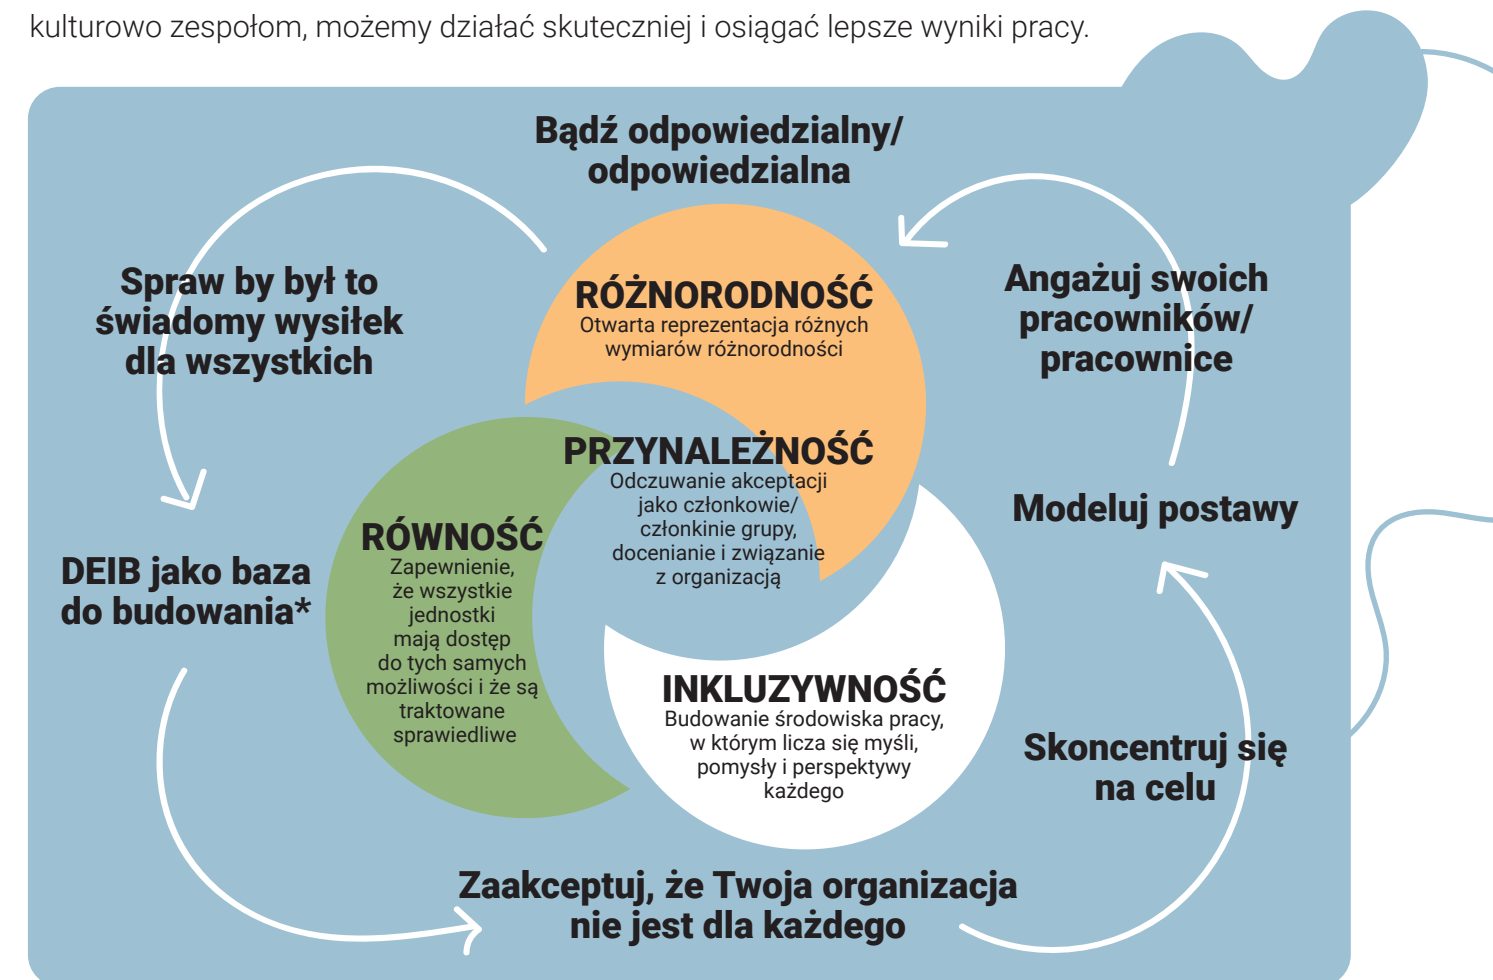 kulturowo zespołom, możemy działać skuteczniej i osiągać lepsze wyniki pracy.
Bądź odpowiedzialny/
odpowiedzialna
Spraw by był to
świadomy wysiłek
dla wszystkich
Angażuj swoich
pracowników/
pracownice
RÓŻNORODNOŚĆ
Otwarta reprezentacja różnych
wymiarów różnorodności
PRZYNALEŻNOŚĆ
Odczuwanie akceptacji
jako członkowie/
członkinie grupy,
docenianie i związanie
z organizacją
RÓWNOŚĆ
Zapewnienie,
że wszystkie
jednostki
mają dostęp
do tych samych
możliwości i że są
traktowane
sprawiedliwe
Modeluj postawy
DEIB jako baza
do budowania*
INKLUZYWNOŚĆ
Budowanie środowiska pracy,
w którym licza się myśli,
pomysły i perspektywy
każdego
Skoncentruj się
na celu
Zaakceptuj, że Twoja organizacja
nie jest dla każdego